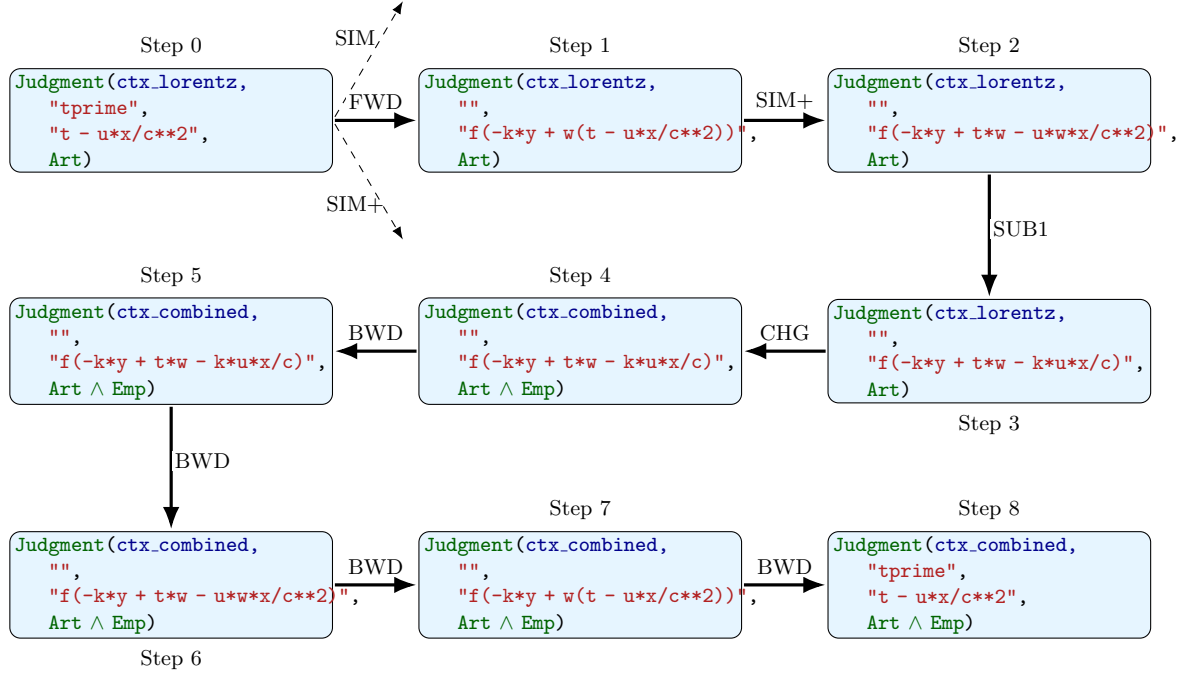 Step 0
Judgment(ctx_lorentz,
"tprime",
"t - u*x/c**2",
Art)
SIM
FWD
SIM+
Step 1
Judgment(ctx_lorentz,
"",
"f(-k*y + w(t - u*x/c**2))",
Art)
SIM+
Step 2
Judgment(ctx_lorentz,
"",
"f(-k*y + t*w - u*w*x/c**2)",
Art)
SUB1
Judgment(ctx_lorentz,
"",
"f(-k*y + t*w - k*u*x/c)",
Art)
Step 3
CHG
Step 4
Judgment(ctx_combined,
"",
"f(-k*y + t*w - k*u*x/c)",
Art ∧ Emp)
BWD
Step 5
Judgment(ctx_combined,
"",
"f(-k*y + t*w - k*u*x/c)",
Art ∧ Emp)
BWD
Judgment(ctx_combined,
"",
"f(-k*y + t*w - u*w*x/c**2)",
Art ∧ Emp)
Step 6
BWD
Step 7
Judgment(ctx_combined,
"",
"f(-k*y + w(t - u*x/c**2))",
Art ∧ Emp)
BWD
Step 8
Judgment(ctx_combined,
"tprime",
"t - u*x/c**2",
Art ∧ Emp)